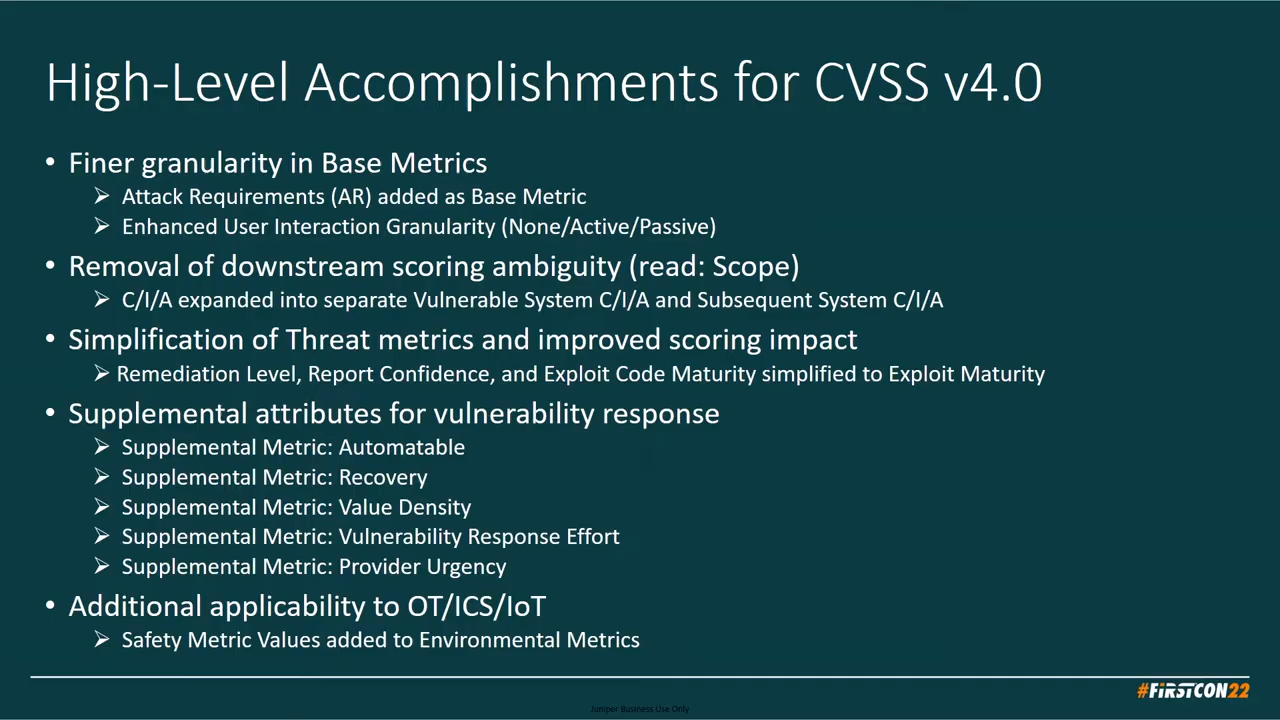 High-Level Accomplishments for CVSS v4.0
• Finer granularity in Base Metrics
➢ Attack Requirements (AR) added as Base Metric
➢ Enhanced User Interaction Granularity (None/Active/Passive)
• Removal of downstream scoring ambiguity (read: Scope)
➢ C/I/A expanded into separate Vulnerable System C/I/A and Subsequent System C/I/A
• Simplification of Threat metrics and improved scoring impact
➢ Remediation Level, Report Confidence, and Exploit Code Maturity simplified to Exploit Maturity
• Supplemental attributes for vulnerability response
➢ Supplemental Metric: Automatable
➢ Supplemental Metric: Recovery
➢ Supplemental Metric: Value Density
➢ Supplemental Metric: Vulnerability Response Effort
➢ Supplemental Metric: Provider Urgency
• Additional applicability to OT/ICS/IoT
➢ Safety Metric Values added to Environmental Metrics
#FiRSTCON22
Juniper Business Use Only